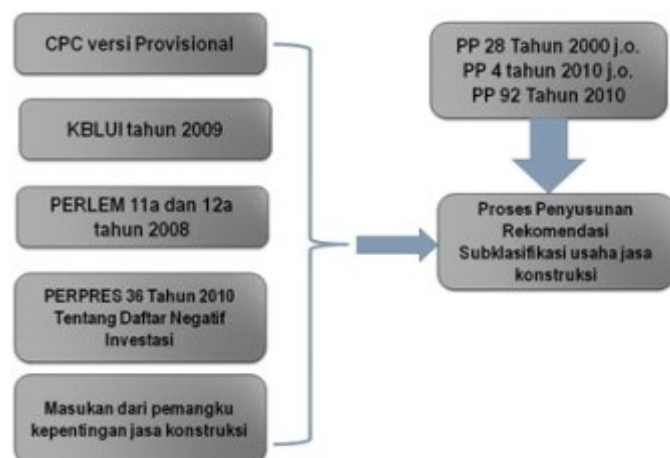 CPC versi Provisional
KBLUI tahun 2009
PERLEM 11a dan 12a
tahun 2008
PERPRES 36 Tahun 2010
Tentang Daftar Negatif
Investasi
Masukan dari pemangku
kepentingan jasa konstruksi
PP 28 Tahun 2000 j.o.
PP 4 tahun 2010 j.o.
PP 92 Tahun 2010
Proses Penyusunan
Rekomendasi
Subklasifikasi usaha jasa
konstruksi